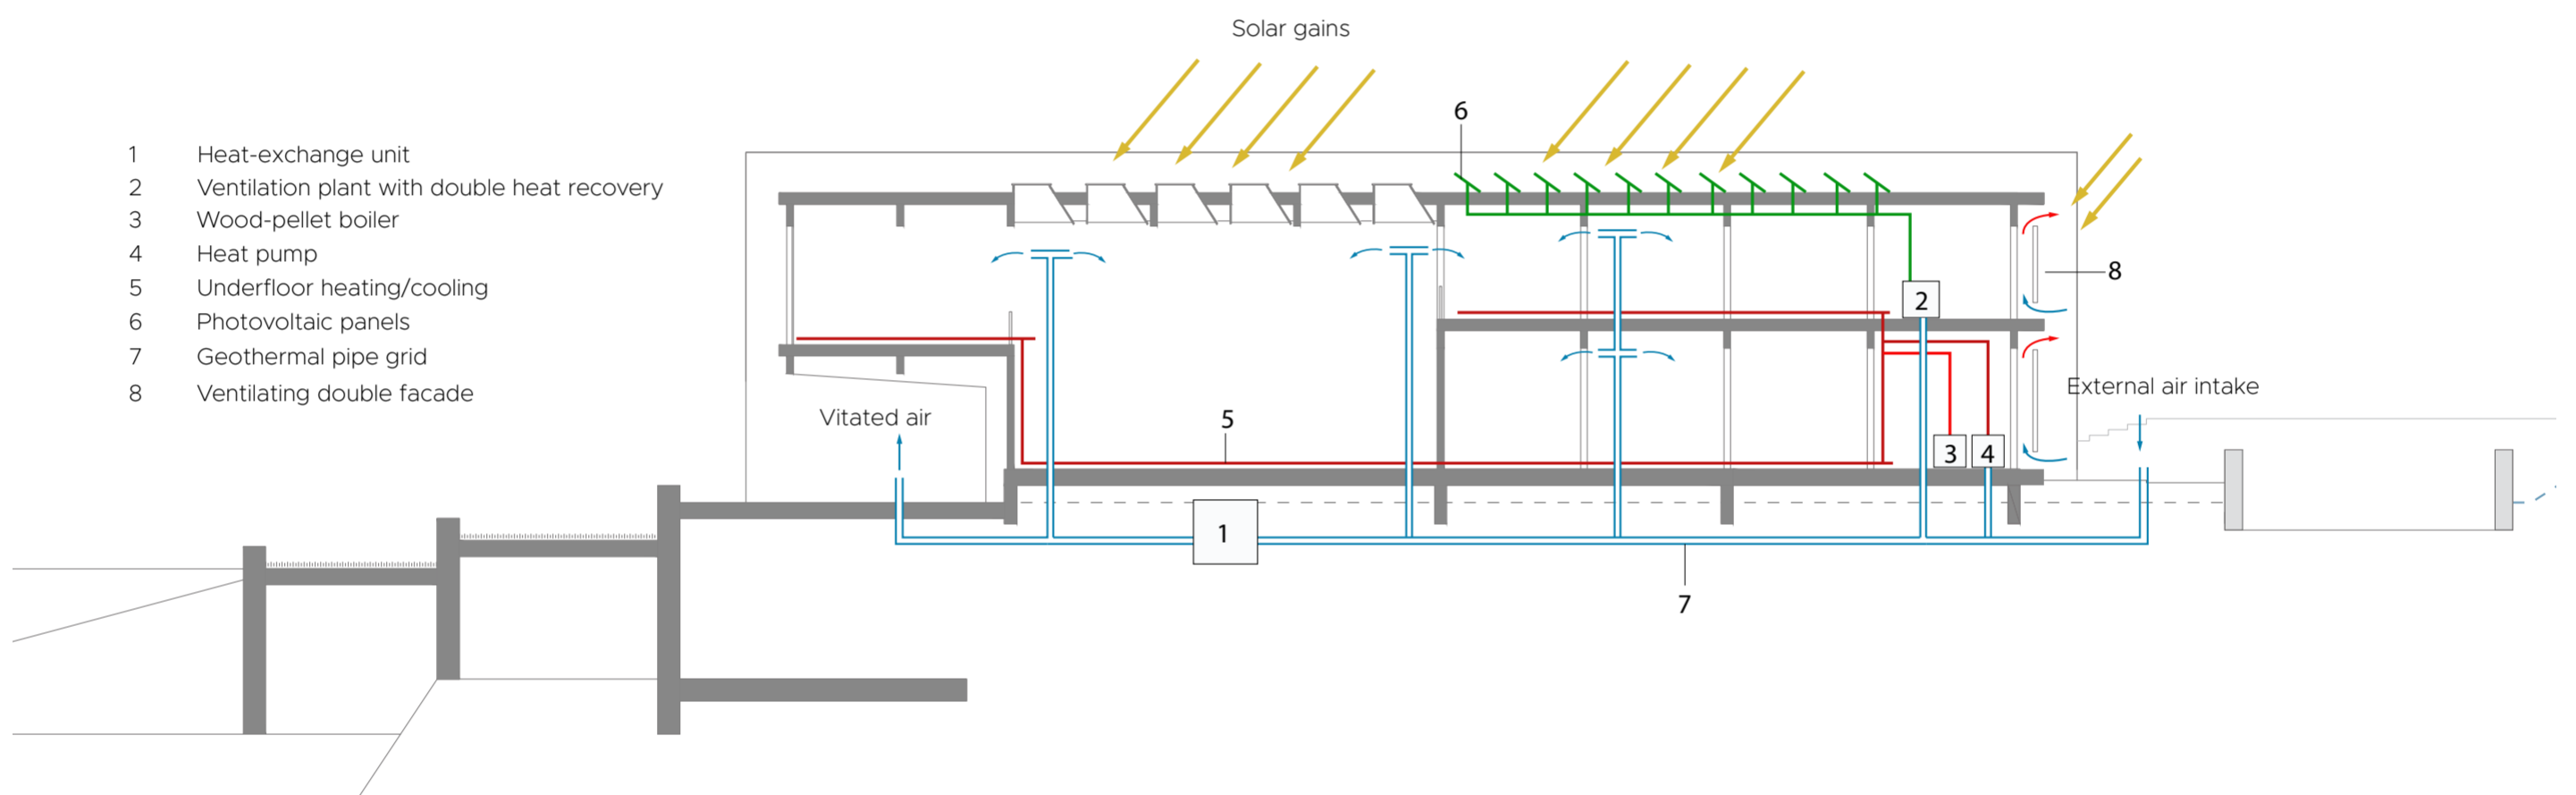 Solar gains
6
1 Heat-exchange unit
2 Ventilation plant with double heat recovery
3 Wood-pellet boiler
4 Heat pump
5 Underfloor heating/cooling
6 Photovoltaic panels
7 Geothermal pipe grid
8 Ventilating double facade
8
2
External air intake
Vitated air
5
3 4
1
7